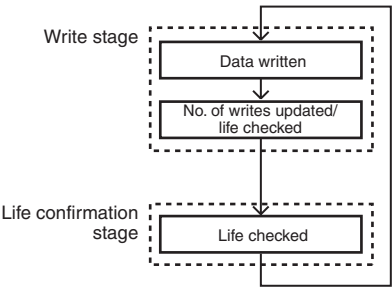 Write stage
Data written
No. of writes updated/
life checked
Life confirmation
stage
Life checked